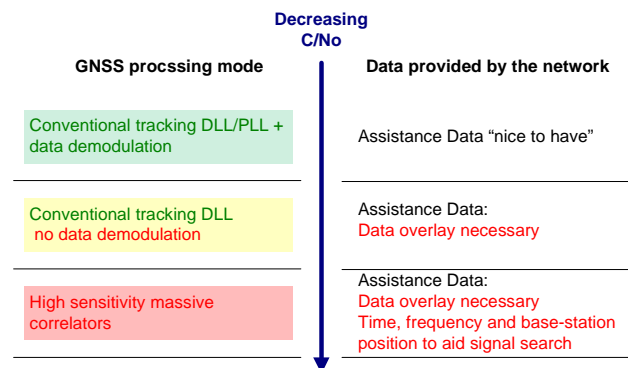 Decreasing
C/No
GNSS procssing mode
Data provided by the network
Conventional tracking DLL/PLL +
data demodulation
Assistance Data “nice to have”
Conventional tracking DLL
no data demodulation
Assistance Data:
Data overlay necessary
High sensitivity massive
correlators
Assistance Data:
Data overlay necessary
Time, frequency and base-station
position to aid signal search